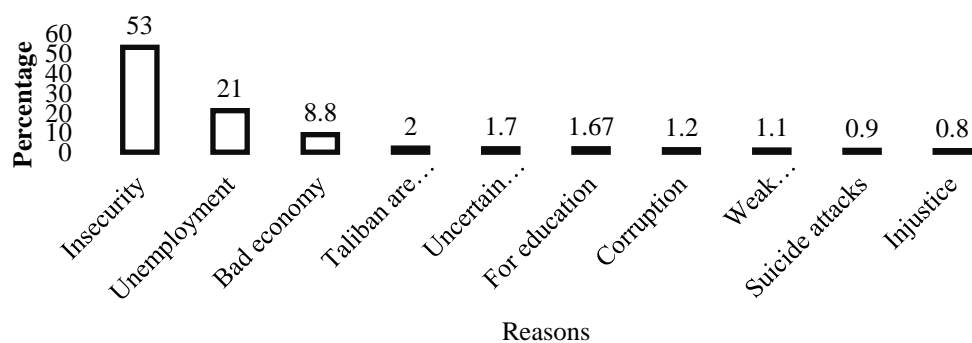 Percentage
60
50
40
30
20
10
0
53
21
8.8
2
1.7
1.67
1.2
1.1
0.9
0.8
Insecurity
Unemployment
Bad economy
Taliban are…
Uncertain…
For education
Corruption
Weak…
Suicide attacks
Injustice
Reasons